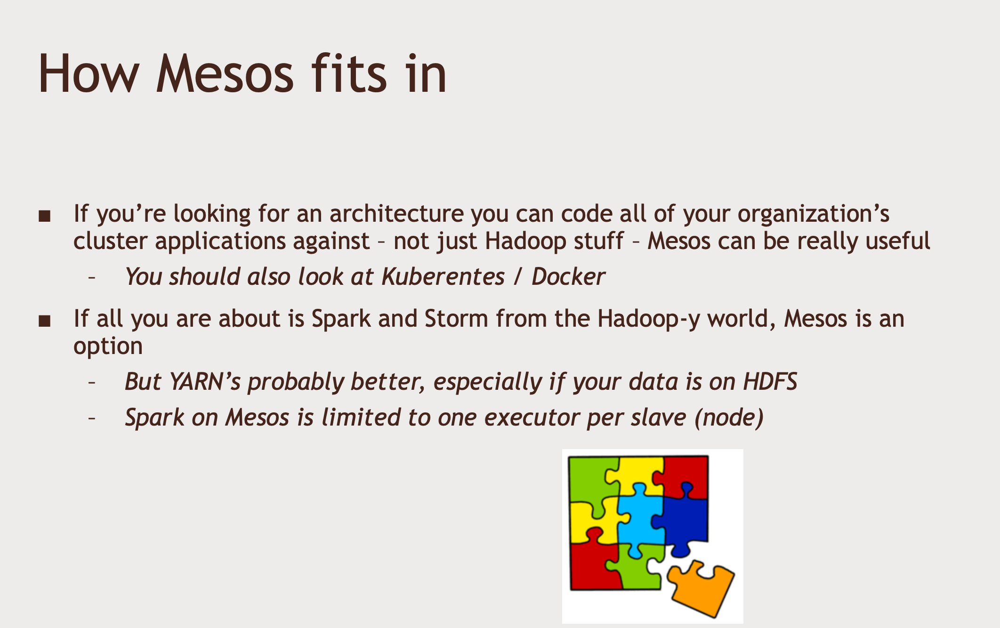 How Mesos fits in
■ If you’re looking for an architecture you can code all of your organization’s
cluster applications against – not just Hadoop stuff – Mesos can be really useful
– You should also look at Kuberentes / Docker
■ If all you are about is Spark and Storm from the Hadoop-y world, Mesos is an
option
– But YARN’s probably better, especially if your data is on HDFS
– Spark on Mesos is limited to one executor per slave (node)